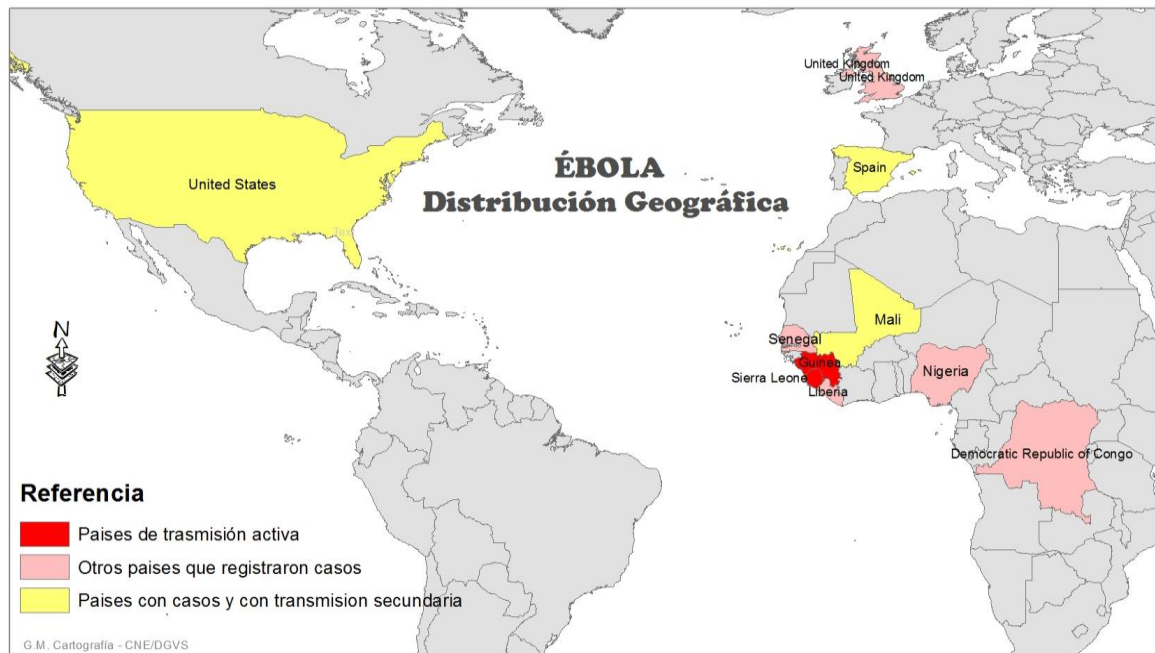 ÉBOLA
Distribución Geográfica
United Kingdom
United Kingdom
Spain
United States
Tex
Mali
Senegal
Guinea
Nigeria
Sierra Leone
Liberia
Democratic Republic of Congo
N
Referencia
Paises de trasmisión activa
Otros paises que registraron casos
Paises con casos y con transmision secundaria
G.M. Cartografía - CNE/DGVS